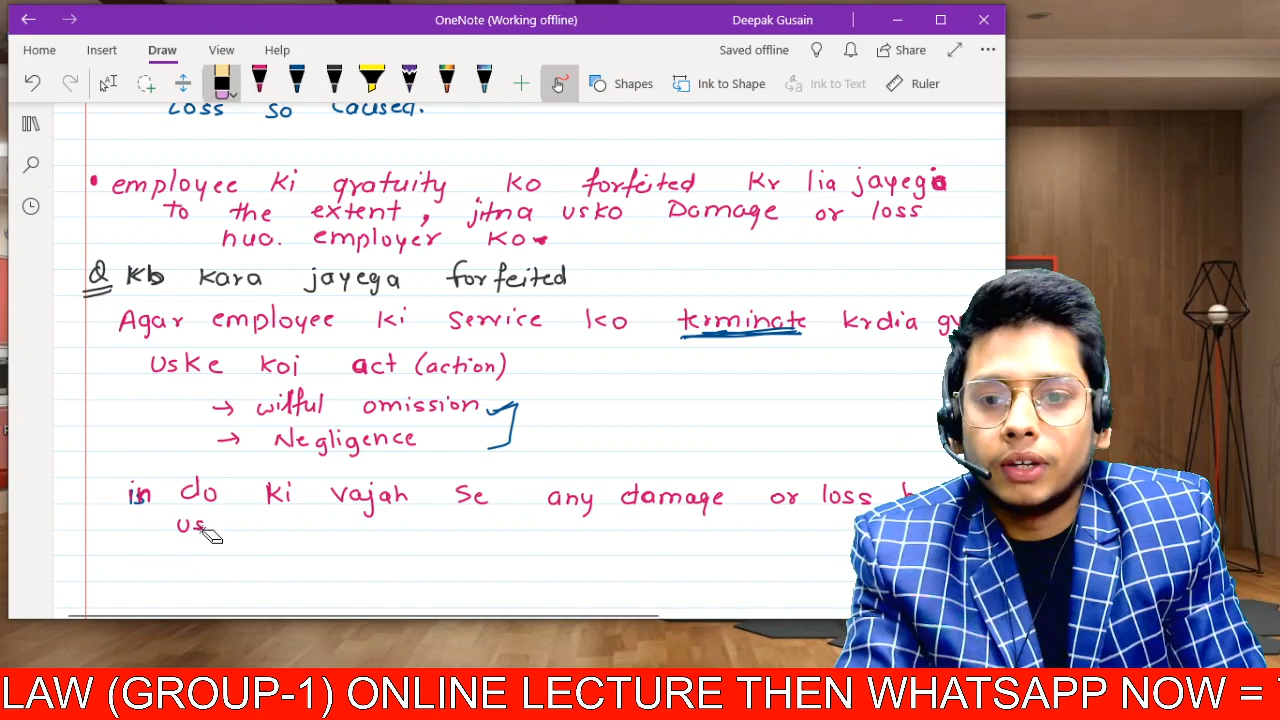 OneNote (Working offline)
Deepak Gusain
Home Insert Draw View Help
Saved offline
Share
Shapes
Ink to Shape
Ink to Text
Ruler
Loss so caused.
• employee ki gratuity ko forfeited kr lia jayega
to the extent, jitna usko Damage or loss
hua. employer ko
Q Kb kara jayega forfeited
Agar employee ki service ko terminate krdia
uske koi act (action)
→ wilful omission
→ Negligence
in do ki vajah se any damage or loss
us
LAW (GROUP-1) ONLINE LECTURE THEN WHATSAPP NOW =